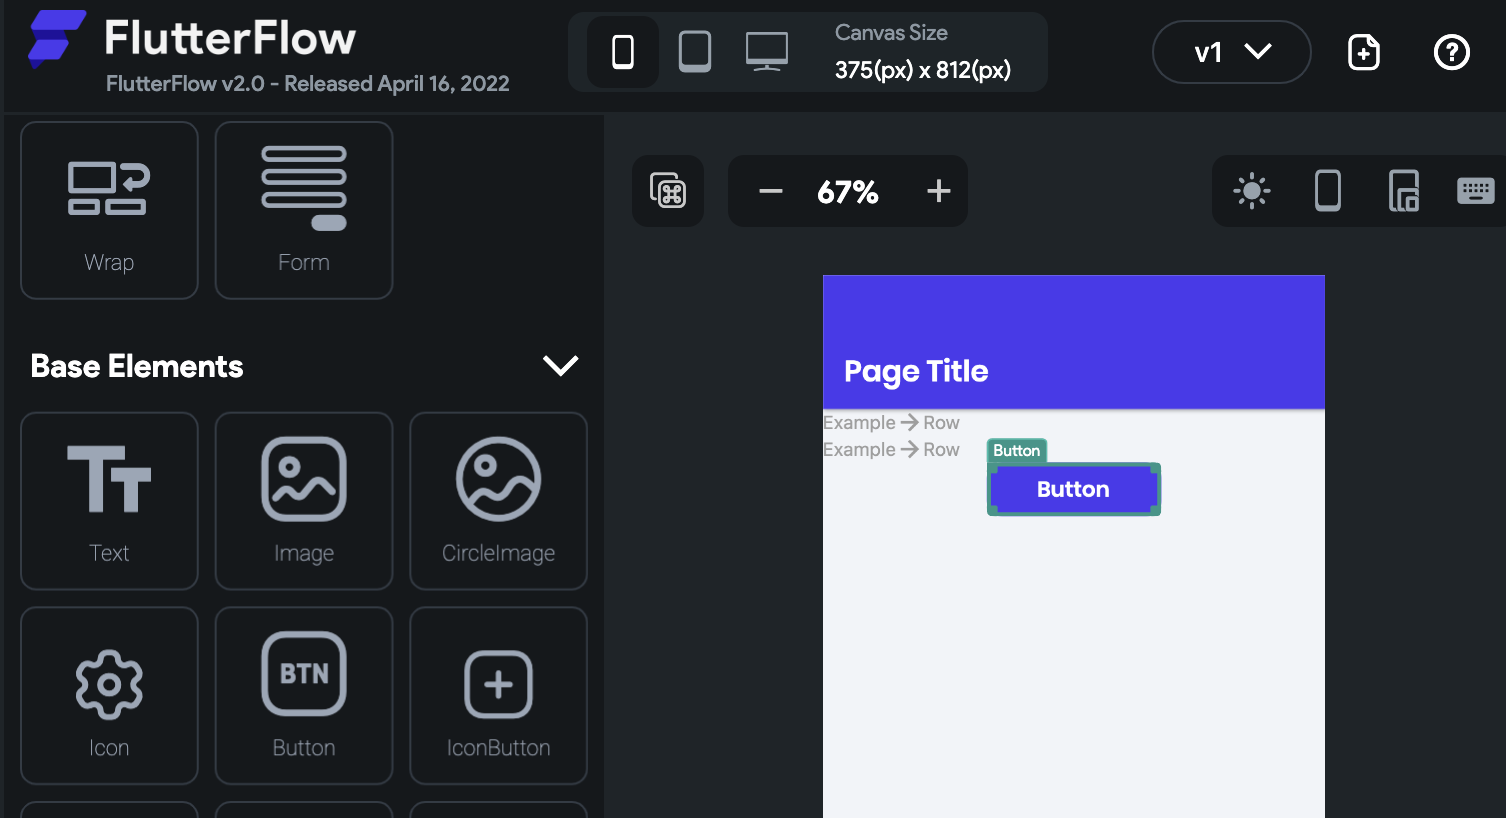 FlutterFlow
FlutterFlow v2.0 - Released April 16, 2022
Canvas Size
375(px) x 812(px)
v1
67%
Wrap
Form
Base Elements
Text
Image
CircleImage
Icon
BTN
Button
IconButton
Page Title
Example → Row
Example → Row
Button
Button